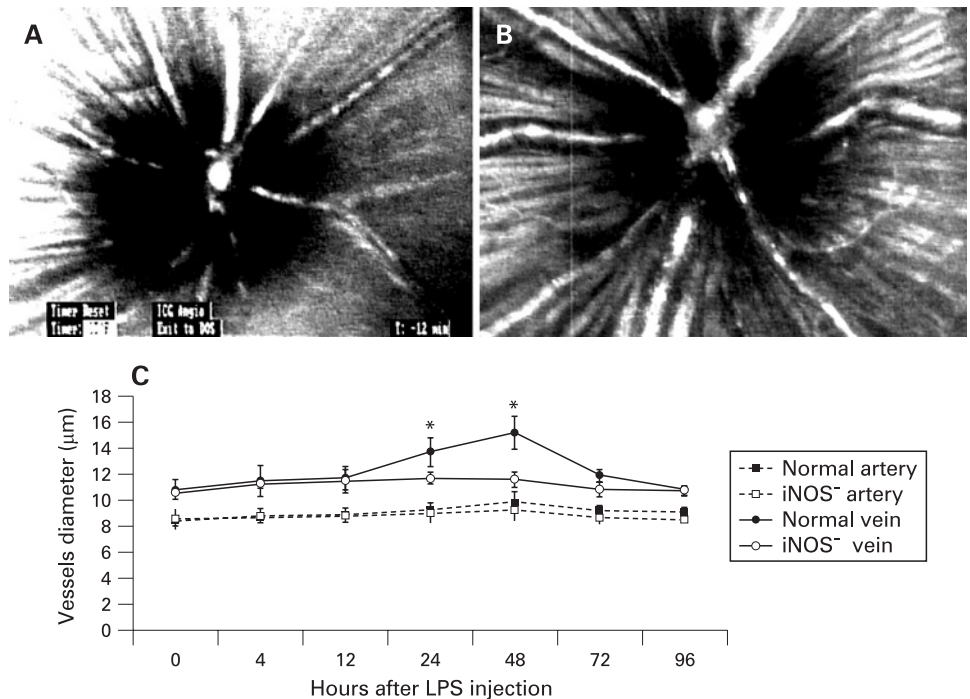 A
B
Timer Reset
Timer:
ICG Angio
Exit to DOS
T: -12 min
C
Vessels diameter (μm)
18
16
14
12
10
8
6
4
2
0
*
*
0 4 12 24 48 72 96
Hours after LPS injection
Normal artery
iNOS⁻ artery
Normal vein
iNOS⁻ vein